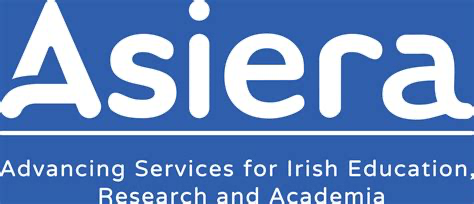 Asiera
Advancing Services for Irish Education,
Research and Academia